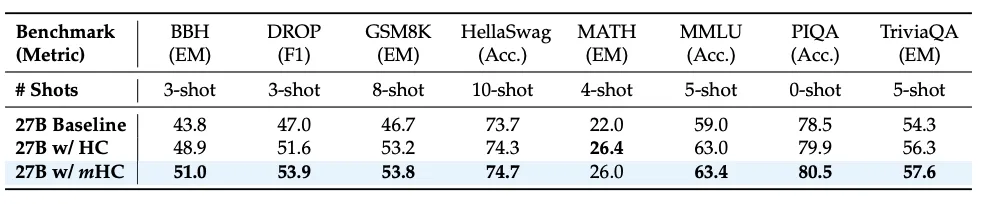 Benchmark BBH DROP GSM8K HellaSwag MATH MMLU PIQA TriviaQA
(Metric) (EM) (F1) (EM) (Acc.) (EM) (Acc.) (Acc.) (EM)
# Shots 3-shot 3-shot 8-shot 10-shot 4-shot 5-shot 0-shot 5-shot
27B Baseline 43.8 47.0 46.7 73.7 22.0 59.0 78.5 54.3
27B w/ HC 48.9 51.6 53.2 74.3 26.4 63.0 79.9 56.3
27B w/ mHC 51.0 53.9 53.8 74.7 26.0 63.4 80.5 57.6